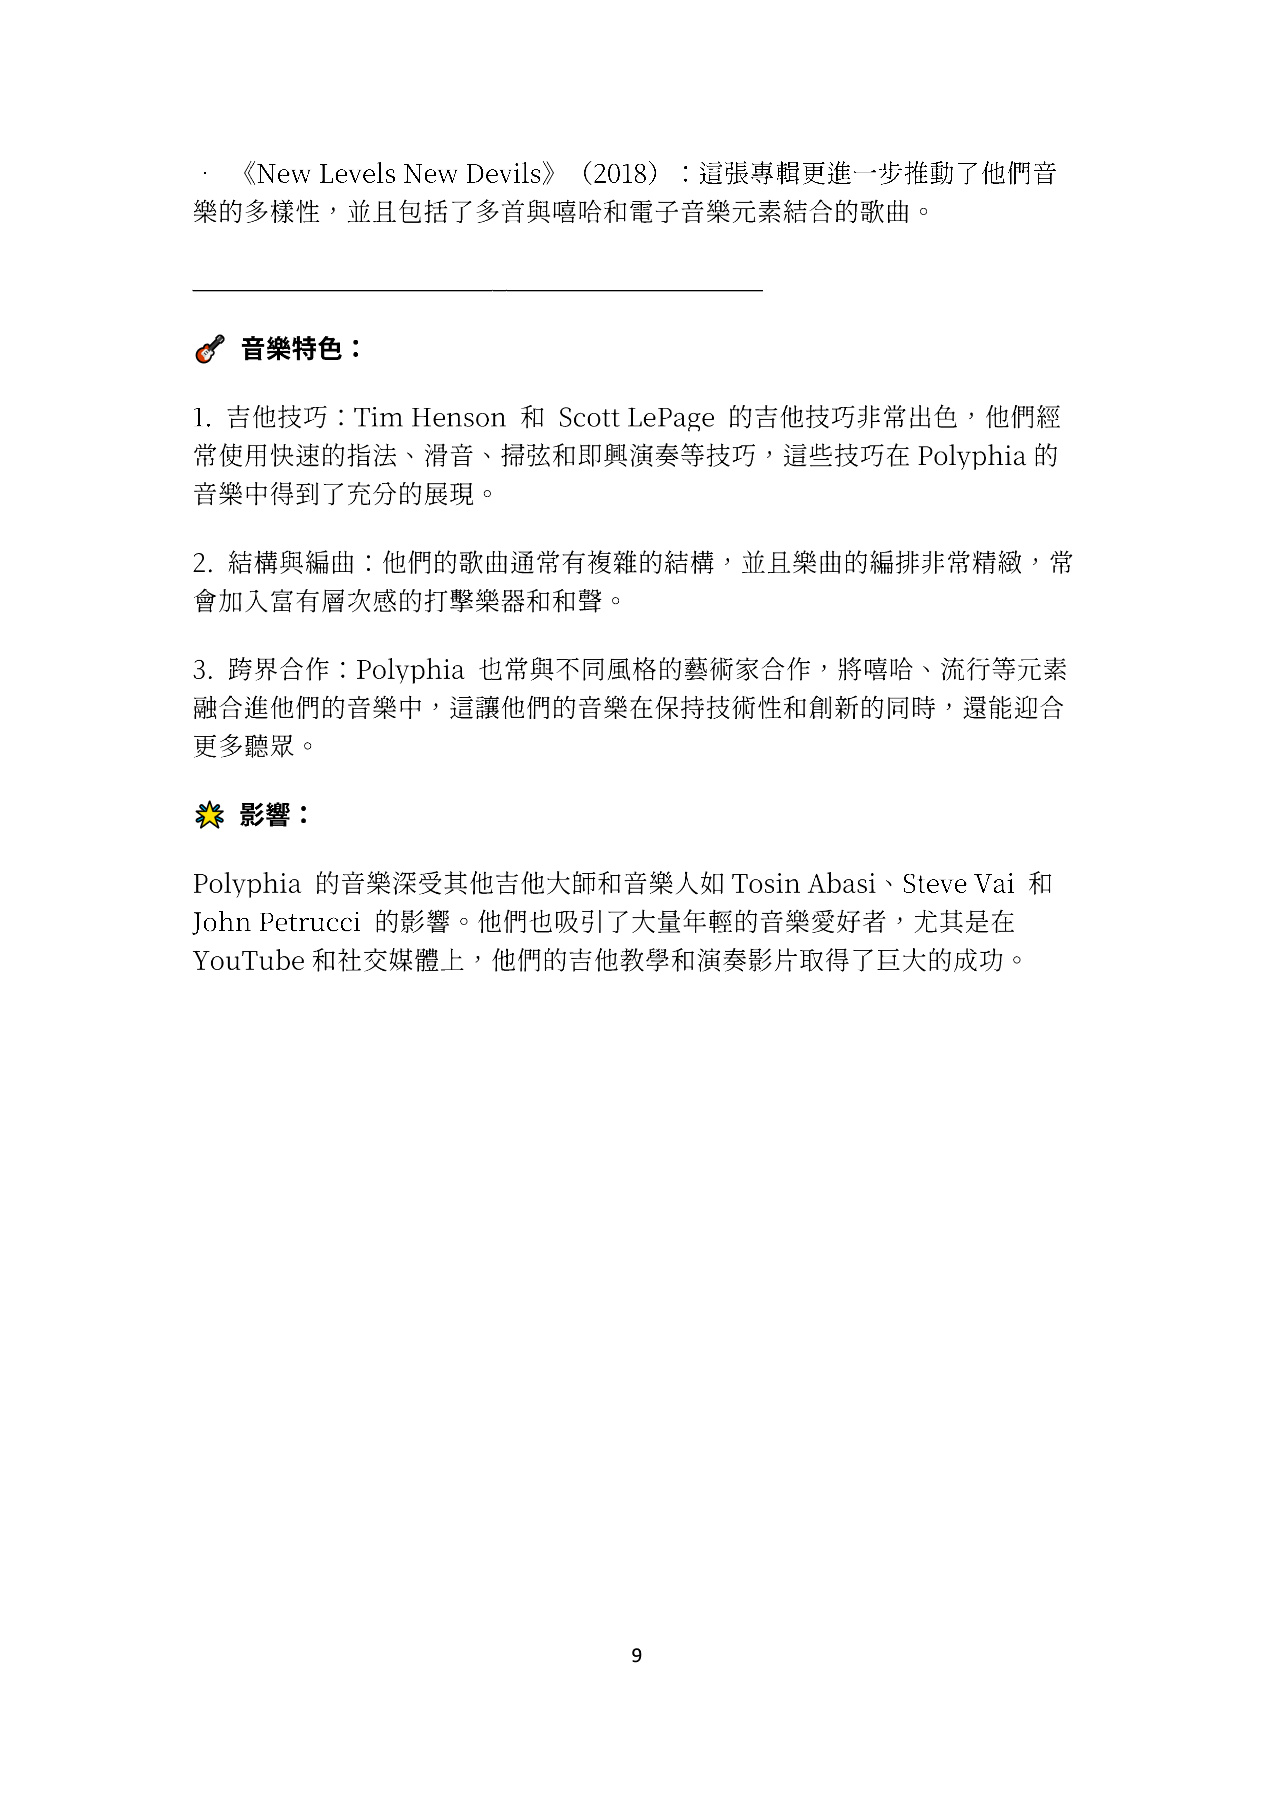 · 《New Levels New Devils》（2018）：這張專輯更進一步推動了他們音
樂的多樣性，並且包括了多首與嘻哈和電子音樂元素結合的歌曲。
🎸 音樂特色：
1. 吉他技巧：Tim Henson 和 Scott LePage 的吉他技巧非常出色，他們經
常使用快速的指法、滑音、掃弦和即興演奏等技巧，這些技巧在 Polyphia 的
音樂中得到了充分的展現。
2. 結構與編曲：他們的歌曲通常有複雜的結構，並且樂曲的編排非常精緻，常
會加入富有層次感的打擊樂器和和聲。
3. 跨界合作：Polyphia 也常與不同風格的藝術家合作，將嘻哈、流行等元素
融合進他們的音樂中，這讓他們的音樂在保持技術性和創新的同時，還能迎合
更多聽眾。
🌟 影響：
Polyphia 的音樂深受其他吉他大師和音樂人如 Tosin Abasi、Steve Vai 和
John Petrucci 的影響。他們也吸引了大量年輕的音樂愛好者，尤其是在
YouTube 和社交媒體上，他們的吉他教學和演奏影片取得了巨大的成功。
9